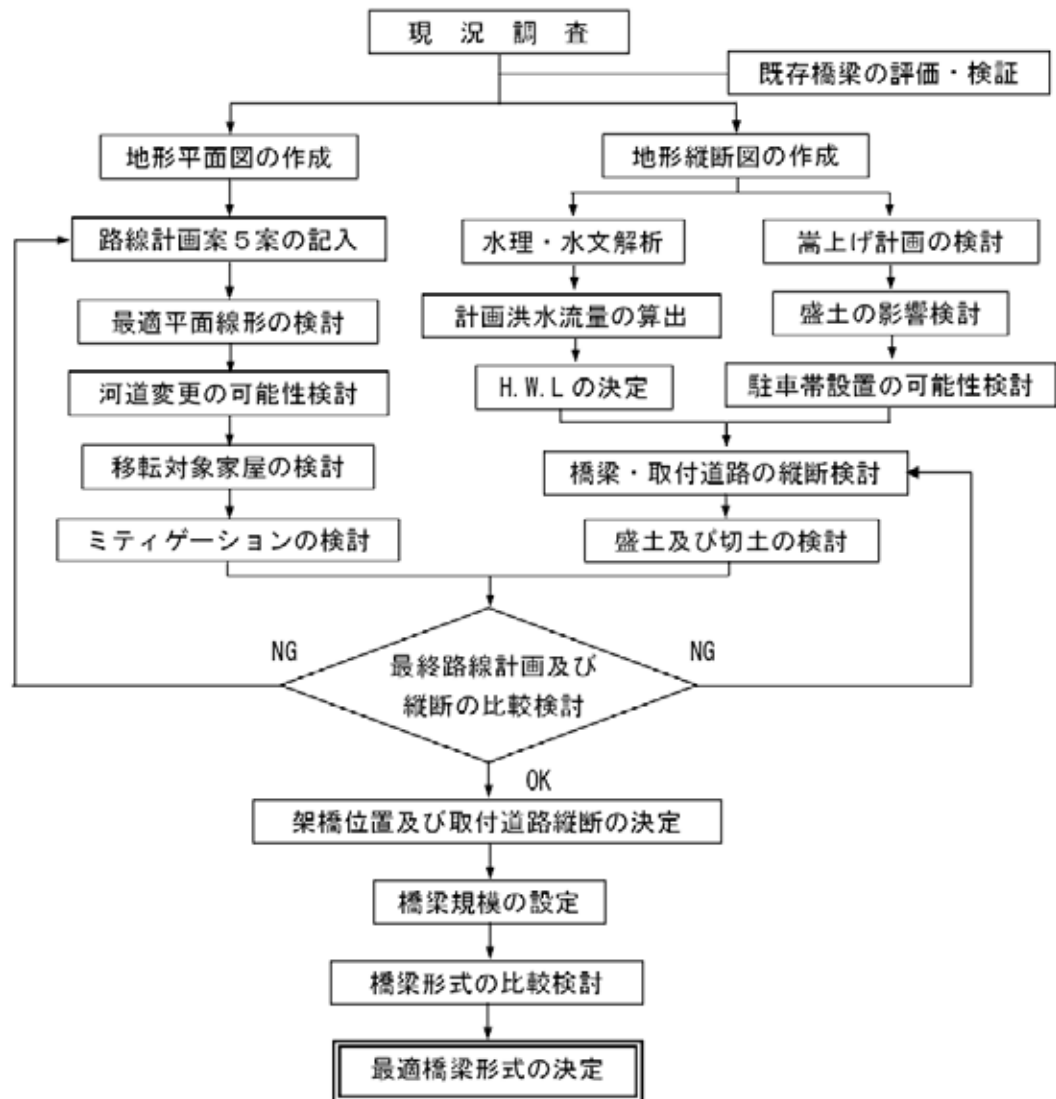 現 況 調 査
既存橋梁の評価・検証
地形平面図の作成
地形縦断図の作成
路線計画案５案の記入
水理・水文解析
嵩上げ計画の検討
最適平面線形の検討
計画洪水流量の算出
盛土の影響検討
河道変更の可能性検討
H.W.L の決定
駐車帯設置の可能性検討
移転対象家屋の検討
橋梁・取付道路の縦断検討
ミティゲーションの検討
盛土及び切土の検討
NG
最終路線計画及び
縦断の比較検討
NG
OK
架橋位置及び取付道路縦断の決定
橋梁規模の設定
橋梁形式の比較検討
最適橋梁形式の決定